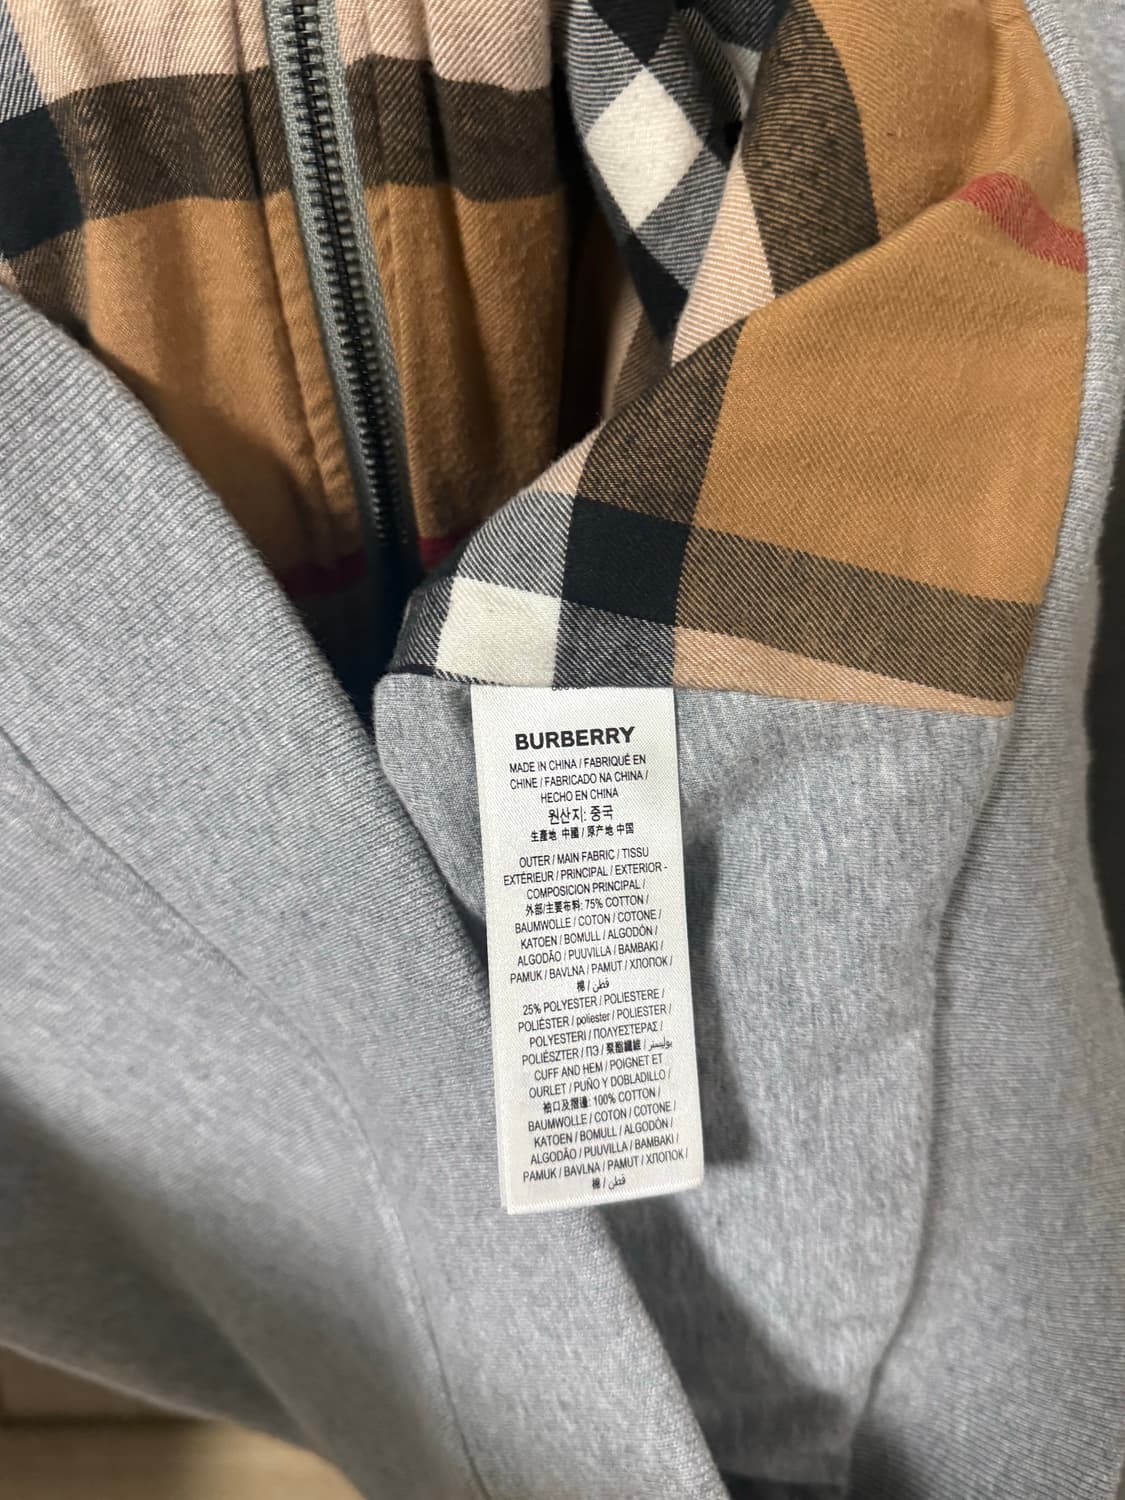 BURBERRY
MADE IN CHINA / FABRIQUÉ EN
CHINE / FABRICADO NA CHINA /
HECHO EN CHINA
원산지: 중국
生產地 中國 / 原产地 中国
OUTER / MAIN FABRIC / TISSU
EXTÉRIEUR / PRINCIPAL / EXTERIOR -
COMPOSICION PRINCIPAL /
外部/主要布料: 75% COTTON /
BAUMWOLLE / COTON / COTONE /
KATOEN / BOMULL / ALGODÓN /
ALGODÃO / PUUVILLA / BAMBAKI /
PAMUK / BAVLNA / PAMUT / ХЛОПОК /
棉 / قطن
25% POLYESTER / POLIESTERE /
POLIÉSTER / poliester / POLIESTER /
POLYESTERI / ΠΟΛΥΕΣΤΕΡΑΣ /
POLIÉSZTER / ПЭ / 聚酯纖維 / بوليستر
CUFF AND HEM / POIGNET ET
OURLET / PUÑO Y DOBLADILLO /
袖口及摺邊: 100% COTTON /
BAUMWOLLE / COTON / COTONE /
KATOEN / BOMULL / ALGODÓN /
ALGODÃO / PUUVILLA / BAMBAKI /
PAMUK / BAVLNA / PAMUT / ХЛОПОК /
棉 / قطن